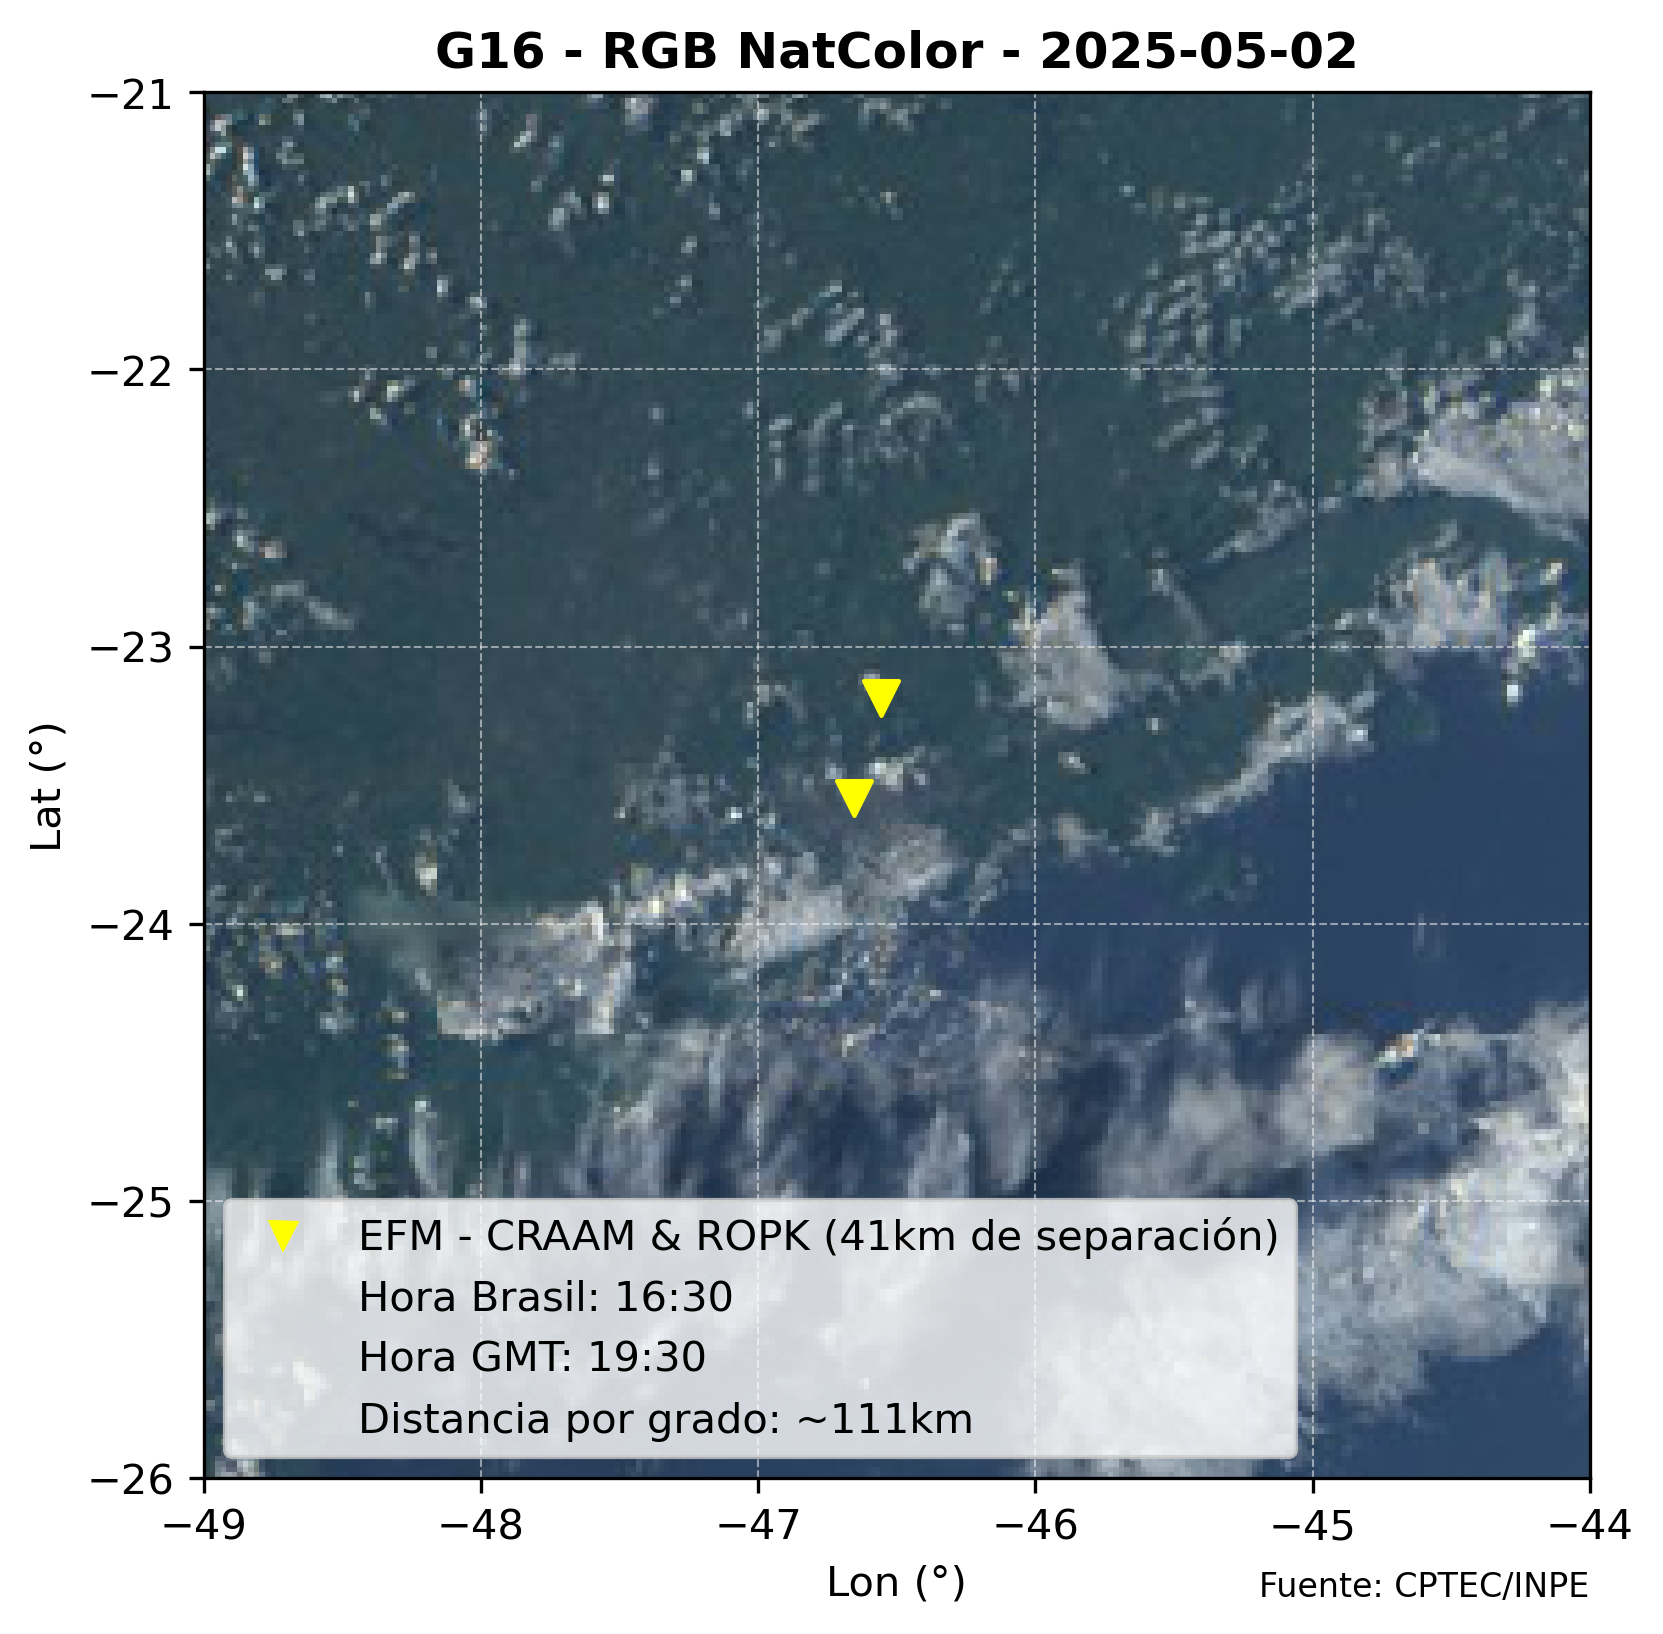 G16 - RGB NatColor - 2025-05-02
−21
−22
−23
−24
−25
−26
Lat (°)
EFM - CRAAM & ROPK (41km de separación)
Hora Brasil: 16:30
Hora GMT: 19:30
Distancia por grado: ~111km
−49 −48 −47 −46 −45 −44
Lon (°)
Fuente: CPTEC/INPE